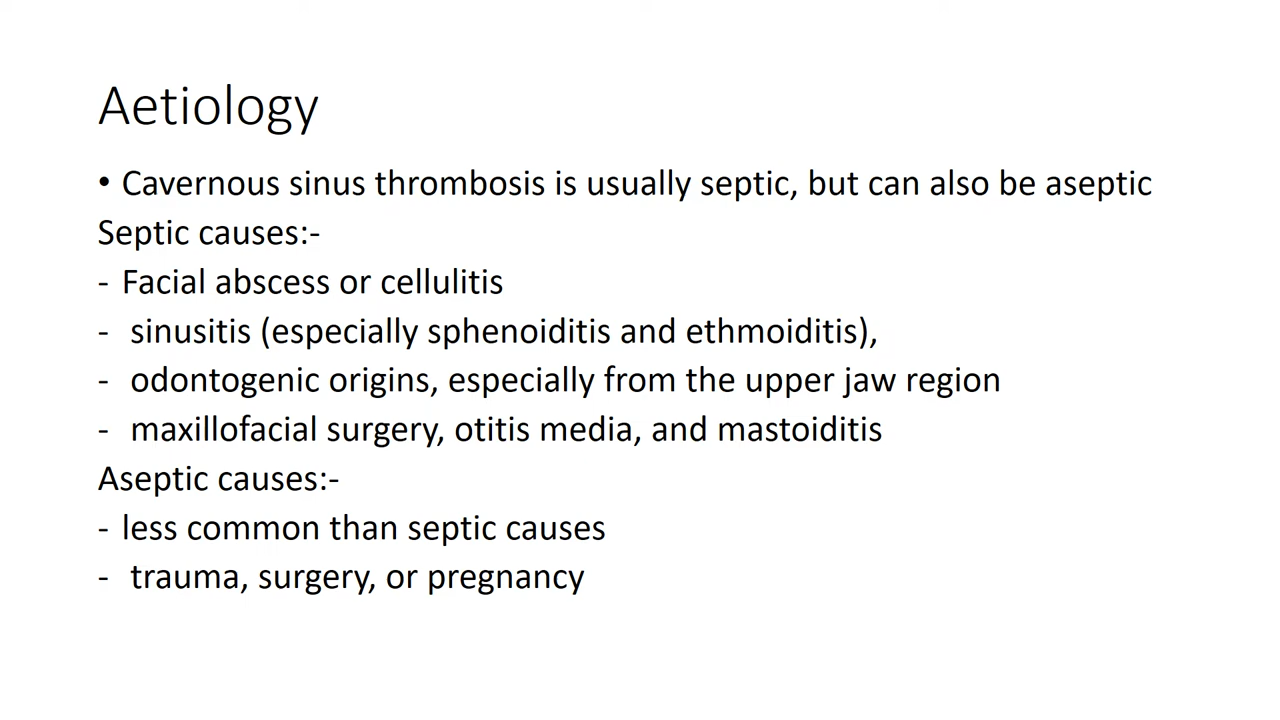 Aetiology
• Cavernous sinus thrombosis is usually septic, but can also be aseptic
Septic causes:-
- Facial abscess or cellulitis
- sinusitis (especially sphenoiditis and ethmoiditis),
- odontogenic origins, especially from the upper jaw region
- maxillofacial surgery, otitis media, and mastoiditis
Aseptic causes:-
- less common than septic causes
- trauma, surgery, or pregnancy